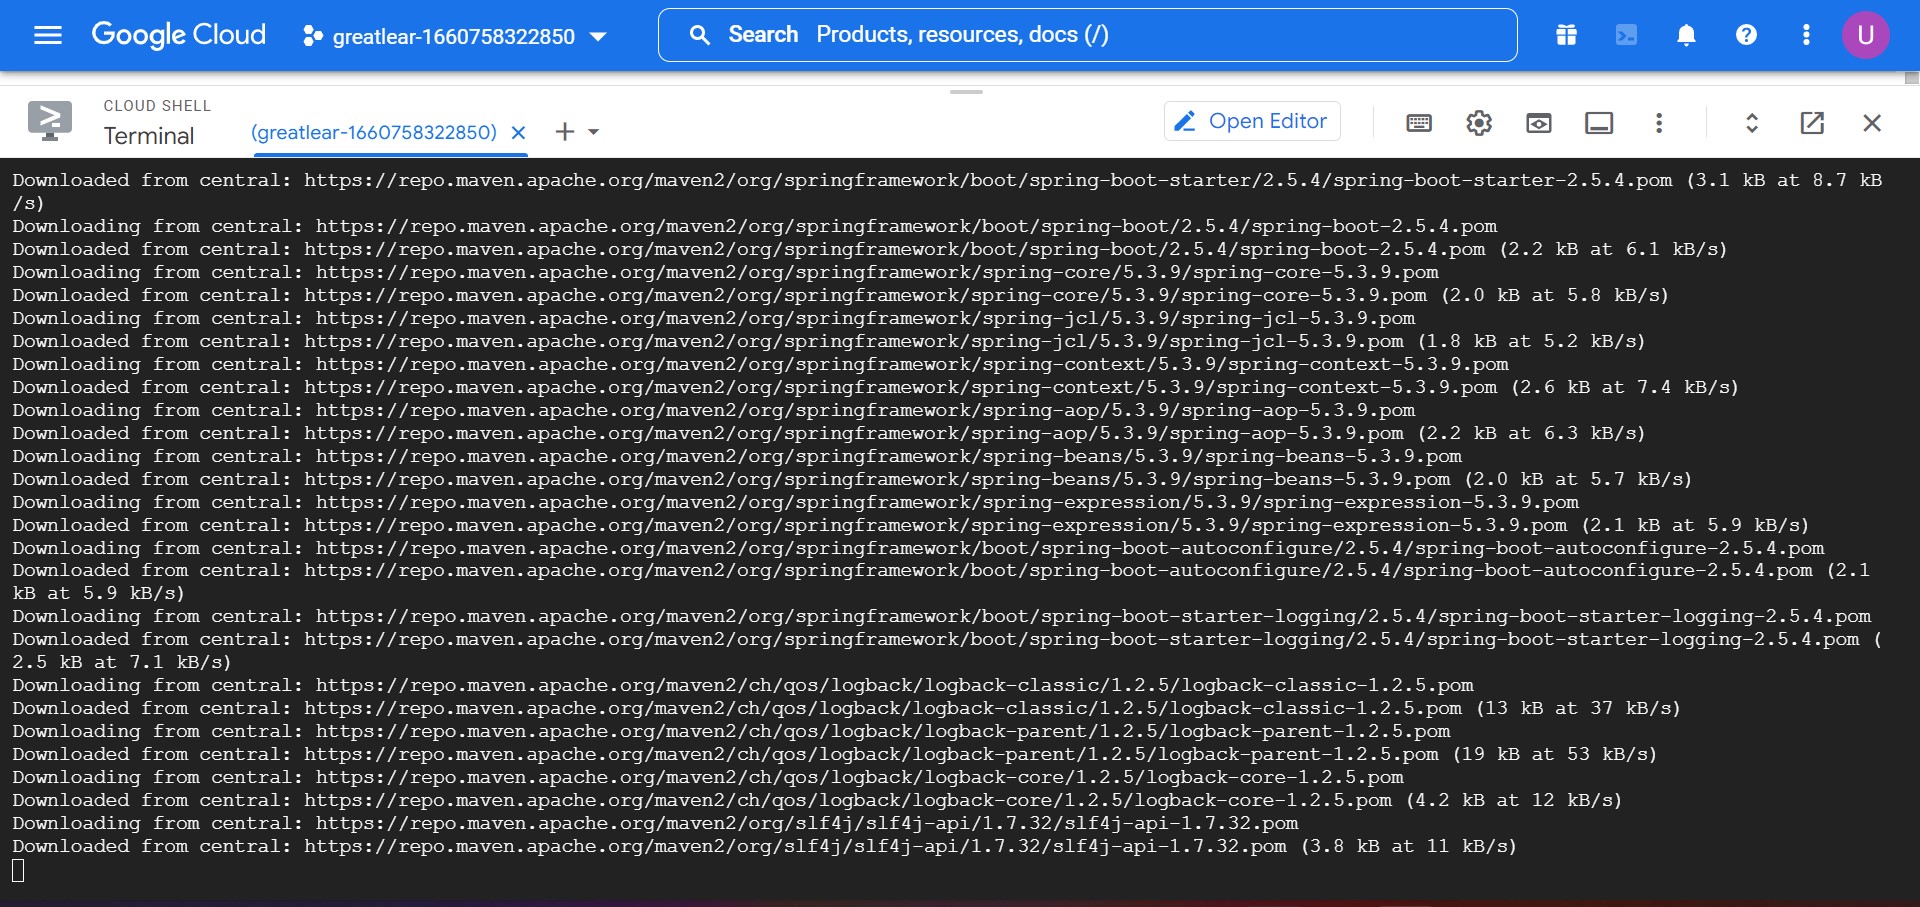 Google Cloud
greatlear-1660758322850
Search Products, resources, docs (/)
U
CLOUD SHELL
Terminal
(greatlear-1660758322850)
Open Editor
Downloaded from central: https://repo.maven.apache.org/maven2/org/springframework/boot/spring-boot-starter/2.5.4/spring-boot-starter-2.5.4.pom (3.1 kB at 8.7 kB
/s)
Downloading from central: https://repo.maven.apache.org/maven2/org/springframework/boot/spring-boot/2.5.4/spring-boot-2.5.4.pom
Downloaded from central: https://repo.maven.apache.org/maven2/org/springframework/boot/spring-boot/2.5.4/spring-boot-2.5.4.pom (2.2 kB at 6.1 kB/s)
Downloading from central: https://repo.maven.apache.org/maven2/org/springframework/spring-core/5.3.9/spring-core-5.3.9.pom
Downloaded from central: https://repo.maven.apache.org/maven2/org/springframework/spring-core/5.3.9/spring-core-5.3.9.pom (2.0 kB at 5.8 kB/s)
Downloading from central: https://repo.maven.apache.org/maven2/org/springframework/spring-jcl/5.3.9/spring-jcl-5.3.9.pom
Downloaded from central: https://repo.maven.apache.org/maven2/org/springframework/spring-jcl/5.3.9/spring-jcl-5.3.9.pom (1.8 kB at 5.2 kB/s)
Downloading from central: https://repo.maven.apache.org/maven2/org/springframework/spring-context/5.3.9/spring-context-5.3.9.pom
Downloaded from central: https://repo.maven.apache.org/maven2/org/springframework/spring-context/5.3.9/spring-context-5.3.9.pom (2.6 kB at 7.4 kB/s)
Downloading from central: https://repo.maven.apache.org/maven2/org/springframework/spring-aop/5.3.9/spring-aop-5.3.9.pom
Downloaded from central: https://repo.maven.apache.org/maven2/org/springframework/spring-aop/5.3.9/spring-aop-5.3.9.pom (2.2 kB at 6.3 kB/s)
Downloading from central: https://repo.maven.apache.org/maven2/org/springframework/spring-beans/5.3.9/spring-beans-5.3.9.pom
Downloaded from central: https://repo.maven.apache.org/maven2/org/springframework/spring-beans/5.3.9/spring-beans-5.3.9.pom (2.0 kB at 5.7 kB/s)
Downloading from central: https://repo.maven.apache.org/maven2/org/springframework/spring-expression/5.3.9/spring-expression-5.3.9.pom
Downloaded from central: https://repo.maven.apache.org/maven2/org/springframework/spring-expression/5.3.9/spring-expression-5.3.9.pom (2.1 kB at 5.9 kB/s)
Downloading from central: https://repo.maven.apache.org/maven2/org/springframework/boot/spring-boot-autoconfigure/2.5.4/spring-boot-autoconfigure-2.5.4.pom
Downloaded from central: https://repo.maven.apache.org/maven2/org/springframework/boot/spring-boot-autoconfigure/2.5.4/spring-boot-autoconfigure-2.5.4.pom (2.1
kB at 5.9 kB/s)
Downloading from central: https://repo.maven.apache.org/maven2/org/springframework/boot/spring-boot-starter-logging/2.5.4/spring-boot-starter-logging-2.5.4.pom
Downloaded from central: https://repo.maven.apache.org/maven2/org/springframework/boot/spring-boot-starter-logging/2.5.4/spring-boot-starter-logging-2.5.4.pom (
2.5 kB at 7.1 kB/s)
Downloading from central: https://repo.maven.apache.org/maven2/ch/qos/logback/logback-classic/1.2.5/logback-classic-1.2.5.pom
Downloaded from central: https://repo.maven.apache.org/maven2/ch/qos/logback/logback-classic/1.2.5/logback-classic-1.2.5.pom (13 kB at 37 kB/s)
Downloading from central: https://repo.maven.apache.org/maven2/ch/qos/logback/logback-parent/1.2.5/logback-parent-1.2.5.pom
Downloaded from central: https://repo.maven.apache.org/maven2/ch/qos/logback/logback-parent/1.2.5/logback-parent-1.2.5.pom (19 kB at 53 kB/s)
Downloading from central: https://repo.maven.apache.org/maven2/ch/qos/logback/logback-core/1.2.5/logback-core-1.2.5.pom
Downloaded from central: https://repo.maven.apache.org/maven2/ch/qos/logback/logback-core/1.2.5/logback-core-1.2.5.pom (4.2 kB at 12 kB/s)
Downloading from central: https://repo.maven.apache.org/maven2/org/slf4j/slf4j-api/1.7.32/slf4j-api-1.7.32.pom
Downloaded from central: https://repo.maven.apache.org/maven2/org/slf4j/slf4j-api/1.7.32/slf4j-api-1.7.32.pom (3.8 kB at 11 kB/s)